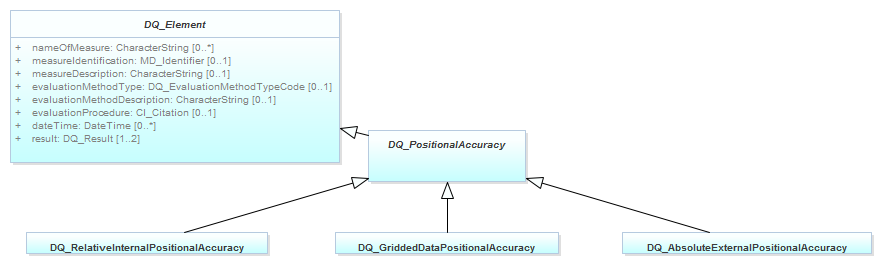 DQ_Element
+ nameOfMeasure: CharacterString [0..*]
+ measureIdentification: MD_Identifier [0..1]
+ measureDescription: CharacterString [0..1]
+ evaluationMethodType: DQ_EvaluationMethodTypeCode [0..1]
+ evaluationMethodDescription: CharacterString [0..1]
+ evaluationProcedure: CI_Citation [0..1]
+ dateTime: DateTime [0..*]
+ result: DQ_Result [1..2]
DQ_PositionalAccuracy
DQ_RelativeInternalPositionalAccuracy
DQ_GriddedDataPositionalAccuracy
DQ_AbsoluteExternalPositionalAccuracy